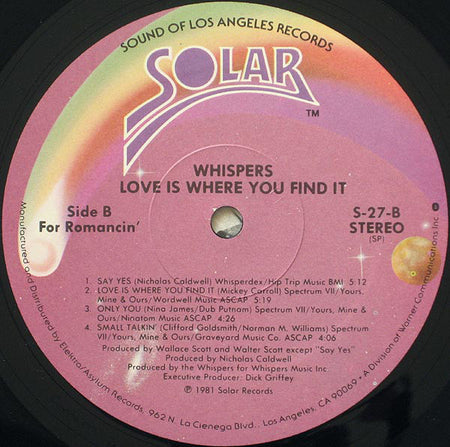 SOUND OF LOS ANGELES RECORDS
SOLAR
TM
WHISPERS
LOVE IS WHERE YOU FIND IT
Side B
For Romancin'
S-27-B
STEREO
(SP)
1. SAY YES (Nicholas Caldwell) Whisperdex/Hip Trip Music BMI 5:12
2. LOVE IS WHERE YOU FIND IT (Mickey Carroll) Spectrum VII/Yours,
Mine & Ours/Wordwell Music ASCAP 5:19
3. ONLY YOU (Nina James/Dub Putnam) Spectrum VII/Yours, Mine &
Ours/Ninatom Music ASCAP 4:26
4. SMALL TALKIN' (Clifford Goldsmith/Norman M. Williams) Spectrum
VII/Yours, Mine & Ours/Graveyard Music Co. ASCAP 4:06
Produced by Wallace Scott and Walter Scott except "Say Yes"
Produced by Nicholas Caldwell
Produced by the Whispers for Whispers Music Inc.
Executive Producer: Dick Griffey
℗ 1981 Solar Records
Manufactured and Distributed by Elektra/Asylum Records, 962 N. La Cienega Blvd., Los Angeles, CA 90069 • A Division of Warner Communications Inc.